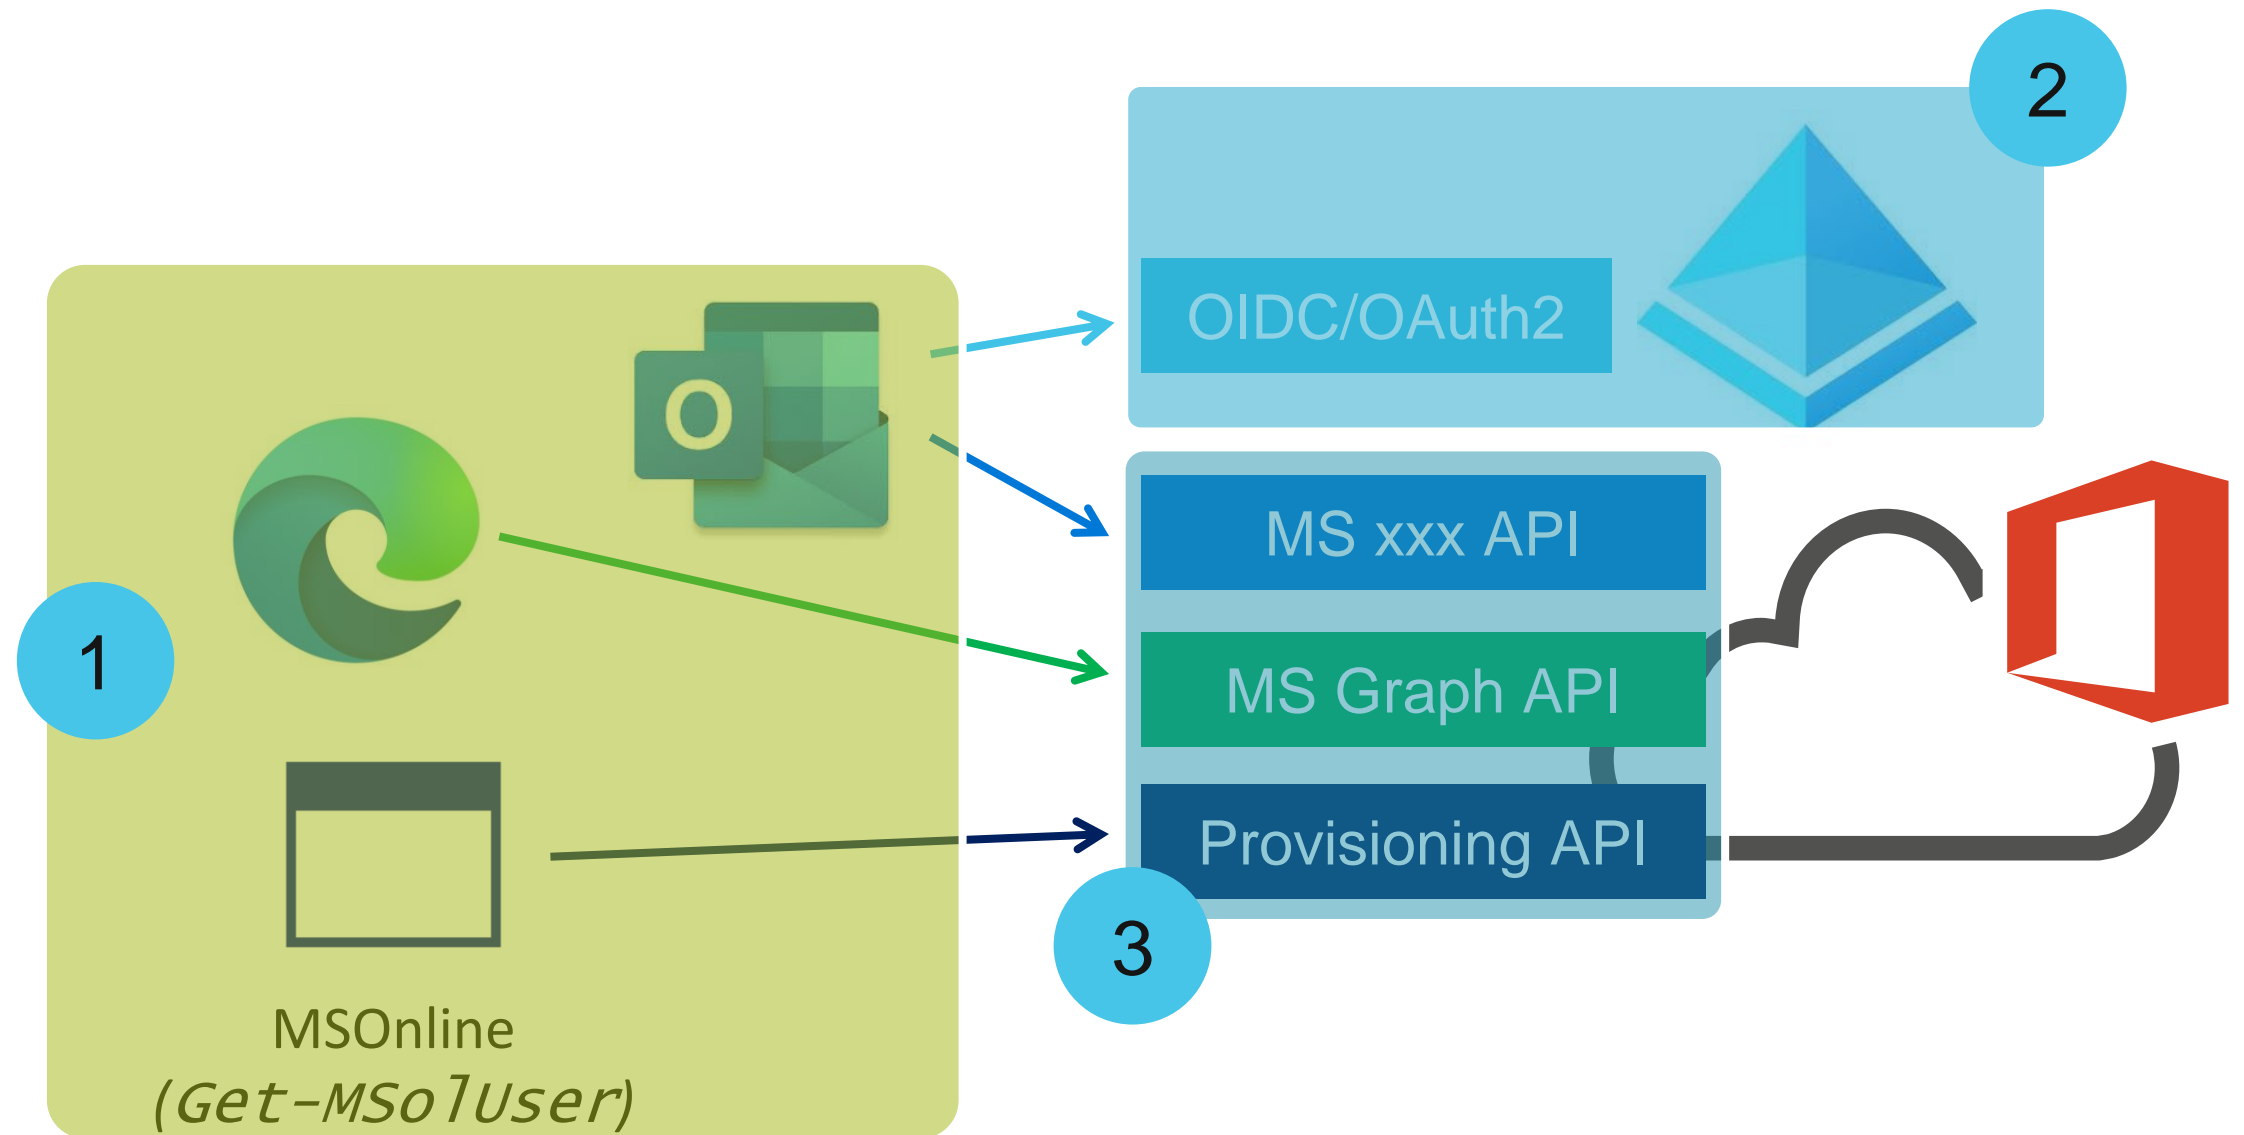 2
OIDC/OAuth2
O
MS xxx API
1
MS Graph API
Provisioning API
3
MSOnline
(Get-MSolUser)